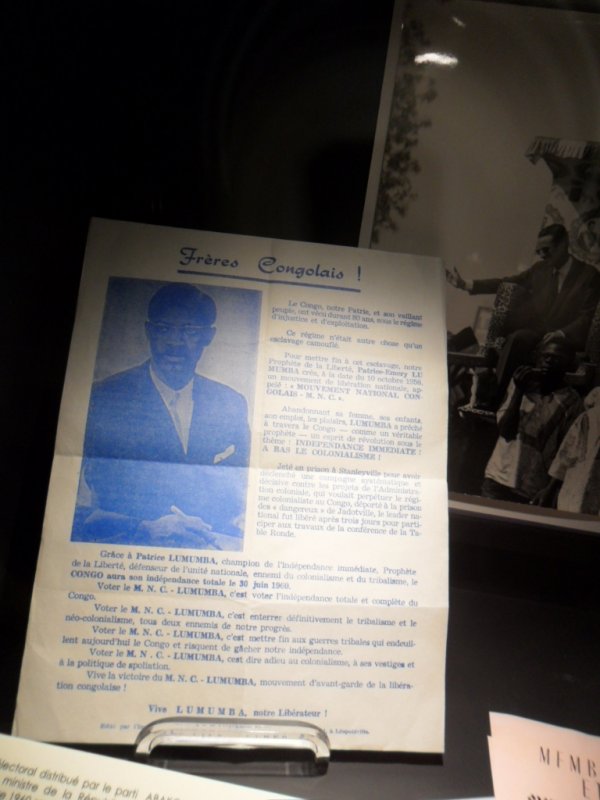 Frères Congolais !
Le Congo, notre Patrie, et son vaillant
peuple, ont vécu durant 80 ans, sous le régime
d'injustice et d'exploitation.
Ce régime n'était autre chose qu'un
esclavage camouflé.
Pour mettre fin à cet esclavage, notre
Prophète de la Liberté, Patrice-Emery LU
MUMBA créa, à la date du 10 octobre 1958,
un mouvement de libération nationale, ap-
pelé : « MOUVEMENT NATIONAL CON-
GOLAIS - M. N. C. ».
Abandonnant sa femme, ses enfants,
son emploi, les plaisirs, LUMUMBA a prêché
à travers le Congo — comme un véritable
prophète — un esprit de révolution sous le
thème : INDEPENDANCE IMMEDIATE !
A BAS LE COLONIALISME !
Jeté en prison à Stanleyville pour avoir
déclenché une campagne systématique et
décisive contre les projets de l'Administra-
tion coloniale, qui voulait perpétuer le régi-
me colonialiste au Congo, déporté à la prison
des « dangereux » de Jadotville, le leader na-
tional fut libéré après trois jours pour parti-
ciper aux travaux de la conférence de la Ta-
ble Ronde.
Grâce à Patrice LUMUMBA, champion de l'indépendance immédiate, Prophète
de la Liberté, défenseur de l'unité nationale, ennemi du colonialisme et du tribalisme, le
CONGO aura son indépendance totale le 30 juin 1960.
Voter le M. N. C. - LUMUMBA, c'est voter l'indépendance totale et complète du
Congo.
Voter le M. N. C. - LUMUMBA, c'est enterrer définitivement le tribalisme et le
néo-colonialisme, tous deux ennemis de notre progrès.
Voter le M. N. C. - LUMUMBA, c'est mettre fin aux guerres tribales qui endeuil-
lent aujourd'hui le Congo et risquent de gâcher notre indépendance.
Voter le M. N. C. - LUMUMBA, c'est dire adieu au colonialisme, à ses vestiges et
à la politique de spoliation.
Vive la victoire du M. N. C. - LUMUMBA, mouvement d'avant-garde de la libéra-
tion congolaise !
Vive LUMUMBA, notre Libérateur !
Edité par à Léopoldville.
électoral distribué par le parti ABAKO
ministre de la Répu
1960
MEMB
E